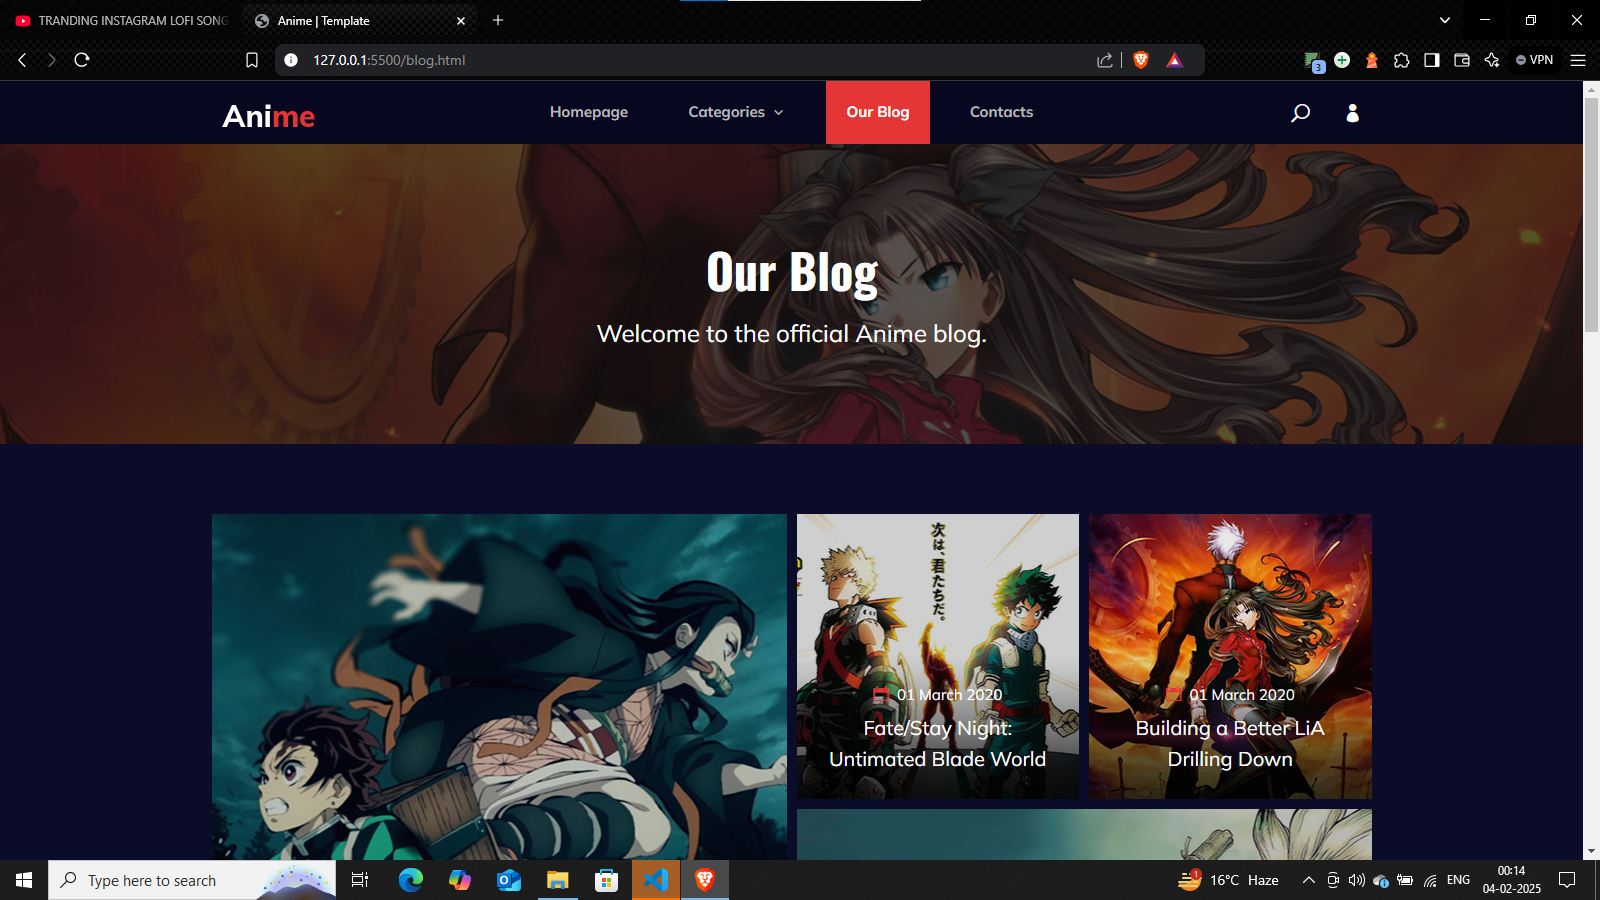 TRANDING INSTAGRAM LOFI SONG
Anime | Template
127.0.0.1:5500/blog.html
3
VPN
Anime
Homepage
Categories
Our Blog
Contacts
Our Blog
Welcome to the official Anime blog.
次は、君たちだ。
01 March 2020
Fate/Stay Night:
Untimated Blade World
01 March 2020
Building a Better LiA
Drilling Down
Type here to search
1
16°C Haze
ENG
00:14
04-02-2025